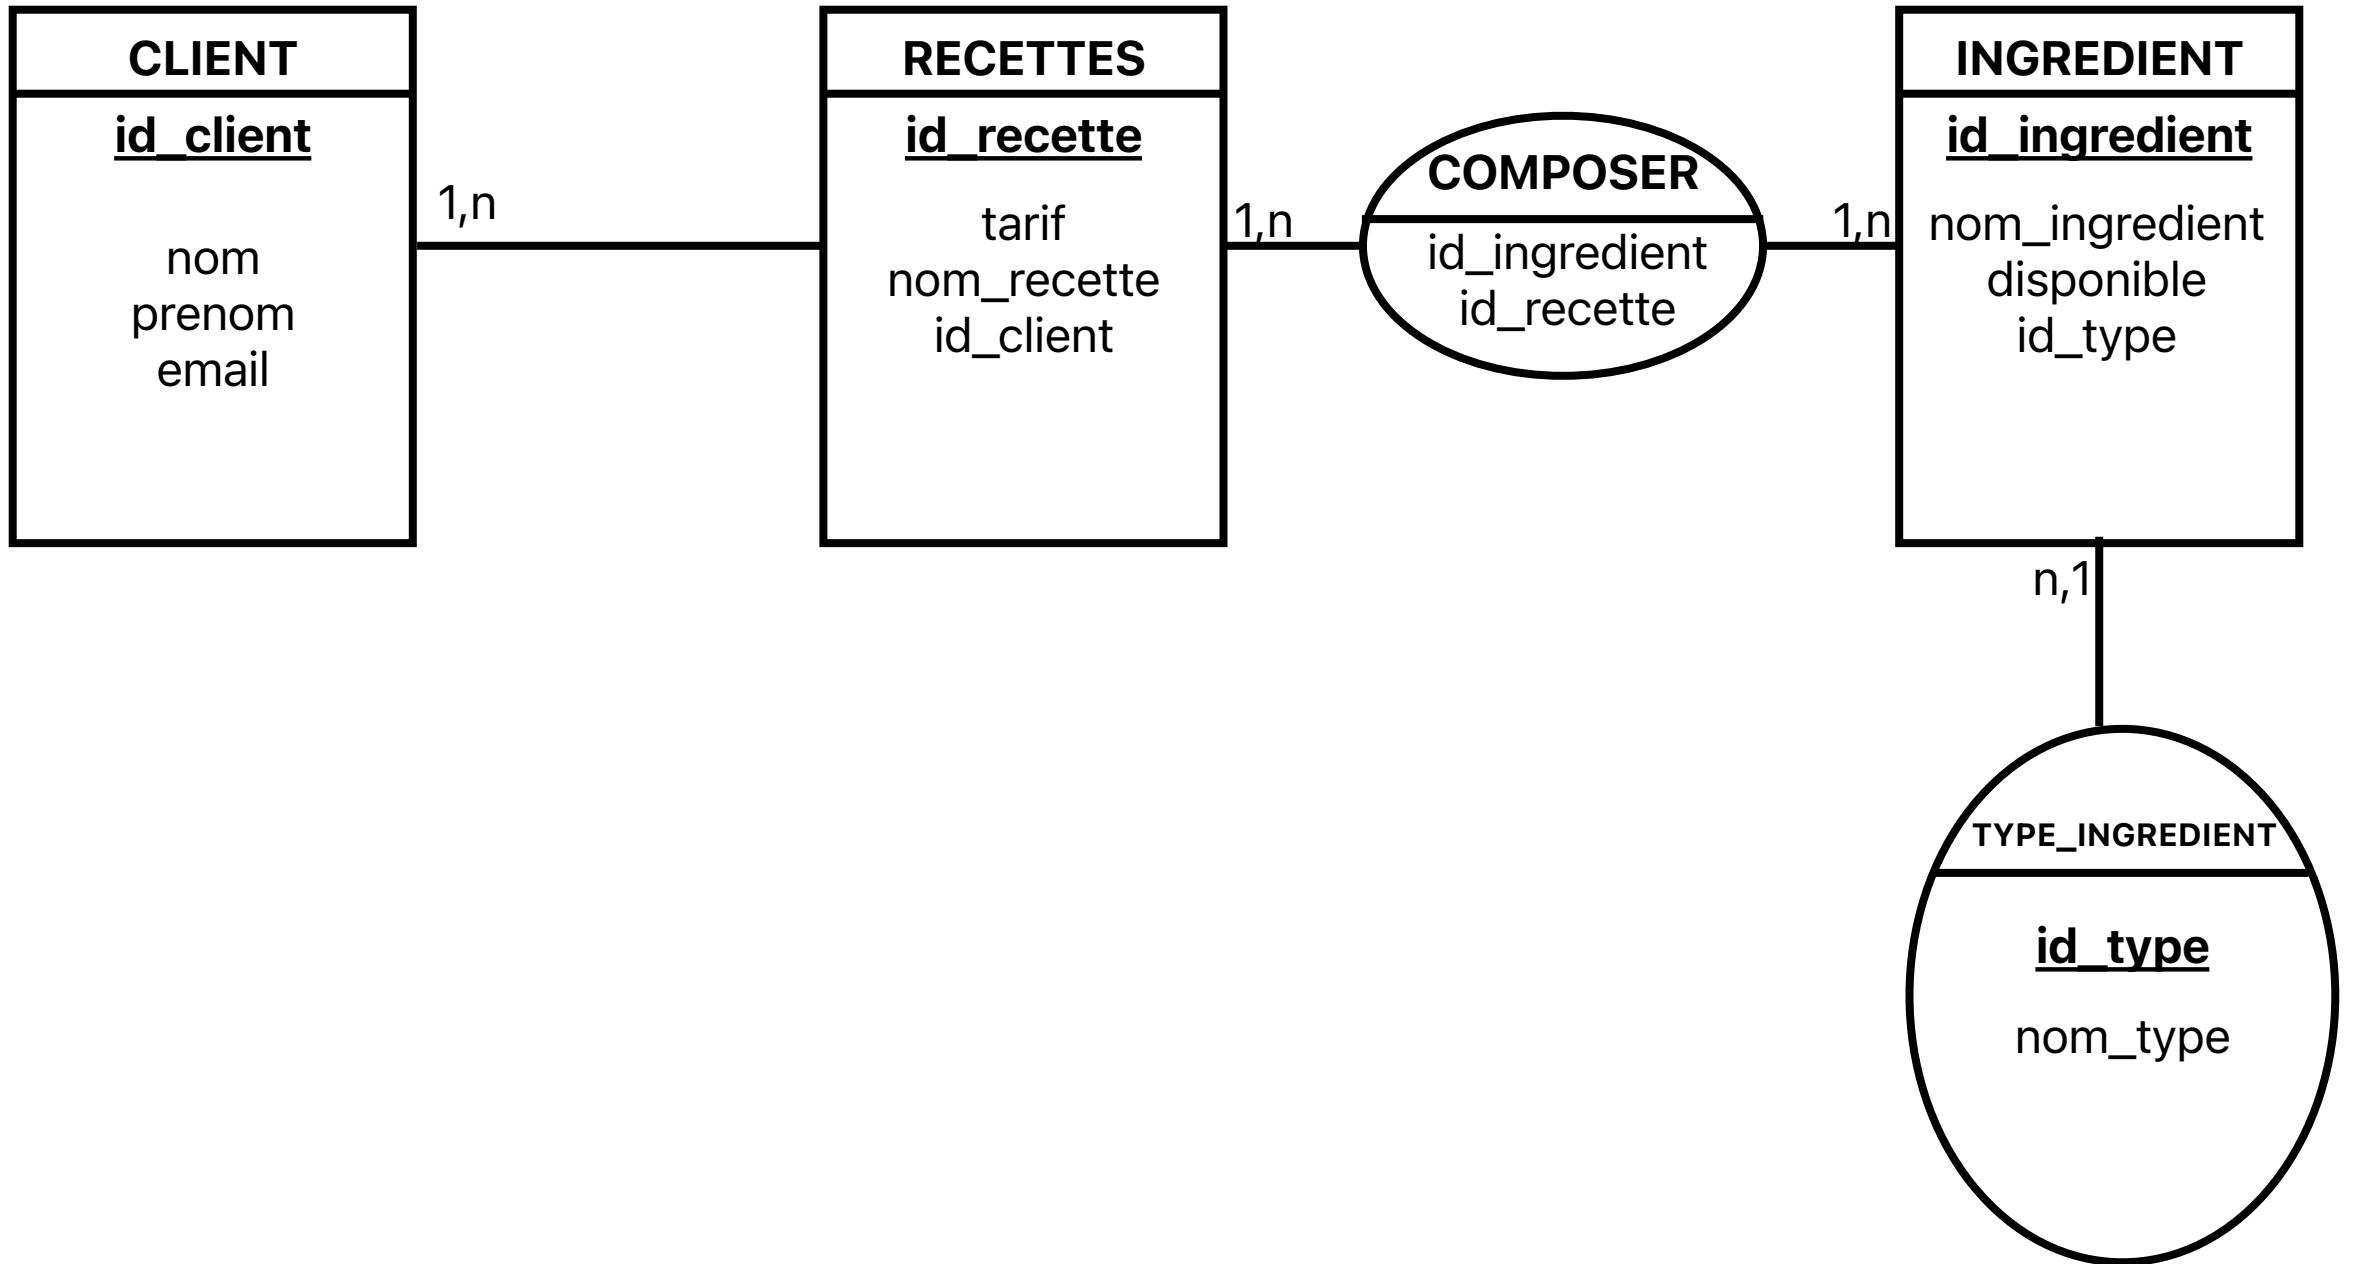 CLIENT
id_client
nom
prenom
email
1,n
RECETTES
id_recette
tarif
nom_recette
id_client
1,n
COMPOSER
id_ingredient
id_recette
1,n
INGREDIENT
id_ingredient
nom_ingredient
disponible
id_type
n,1
TYPE_INGREDIENT
id_type
nom_type